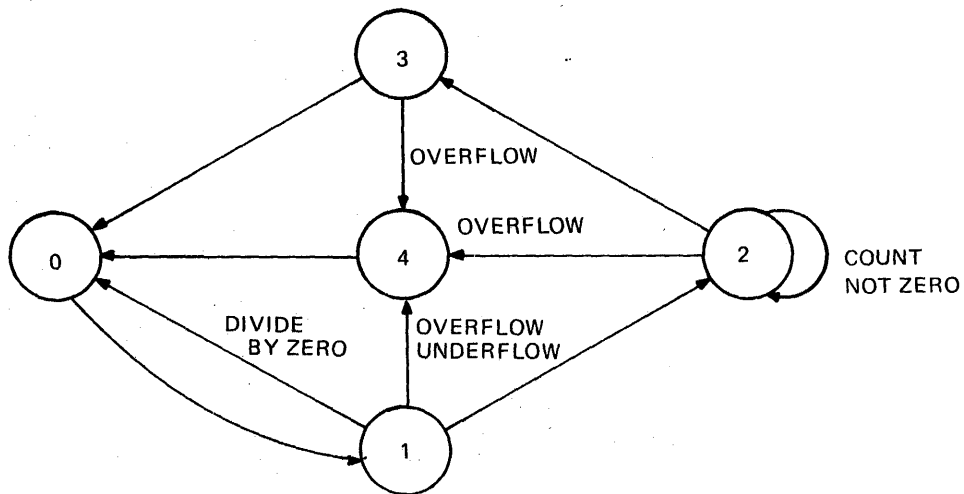 3
OVERFLOW
OVERFLOW
0
4
2
COUNT
NOT ZERO
DIVIDE
BY ZERO
OVERFLOW
UNDERFLOW
1